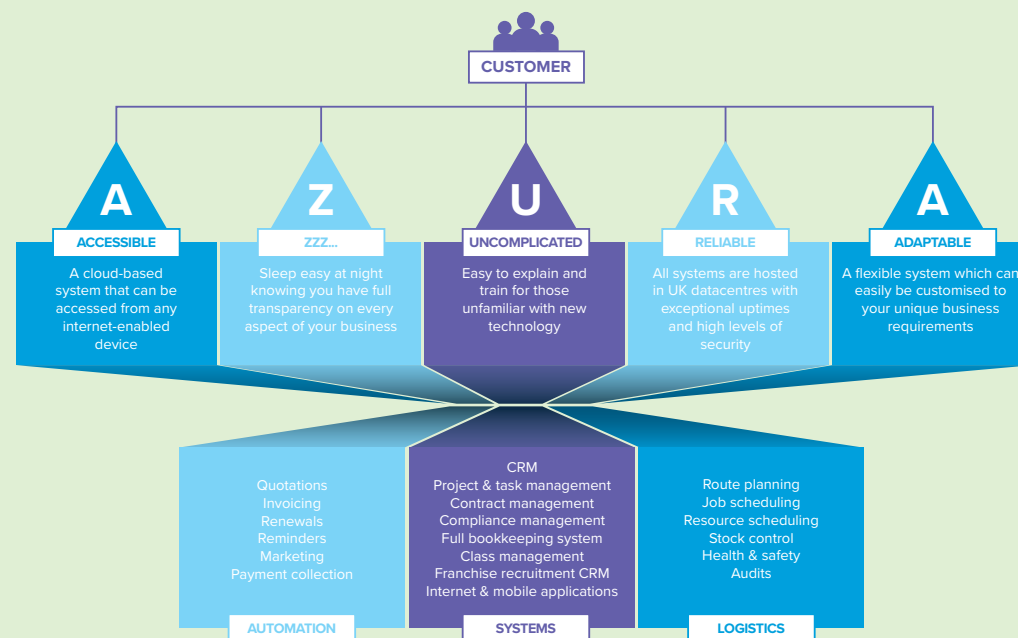 CUSTOMER
A
Z
U
R
A
ACCESSIBLE
A cloud-based
system that can be
accessed from any
internet-enabled
device
ZZZ...
Sleep easy at night
knowing you have full
transparency on every
aspect of your business
UNCOMPLICATED
Easy to explain and
train for those
unfamiliar with new
technology
RELIABLE
All systems are hosted
in UK datacentres with
exceptional uptimes
and high levels of
security
ADAPTABLE
A flexible system which can
easily be customised to
your unique business
requirements
Quotations
Invoicing
Renewals
Reminders
Marketing
Payment collection
AUTOMATION
CRM
Project & task management
Contract management
Compliance management
Full bookkeeping system
Class management
Franchise recruitment CRM
Internet & mobile applications
SYSTEMS
Route planning
Job scheduling
Resource scheduling
Stock control
Health & safety
Audits
LOGISTICS